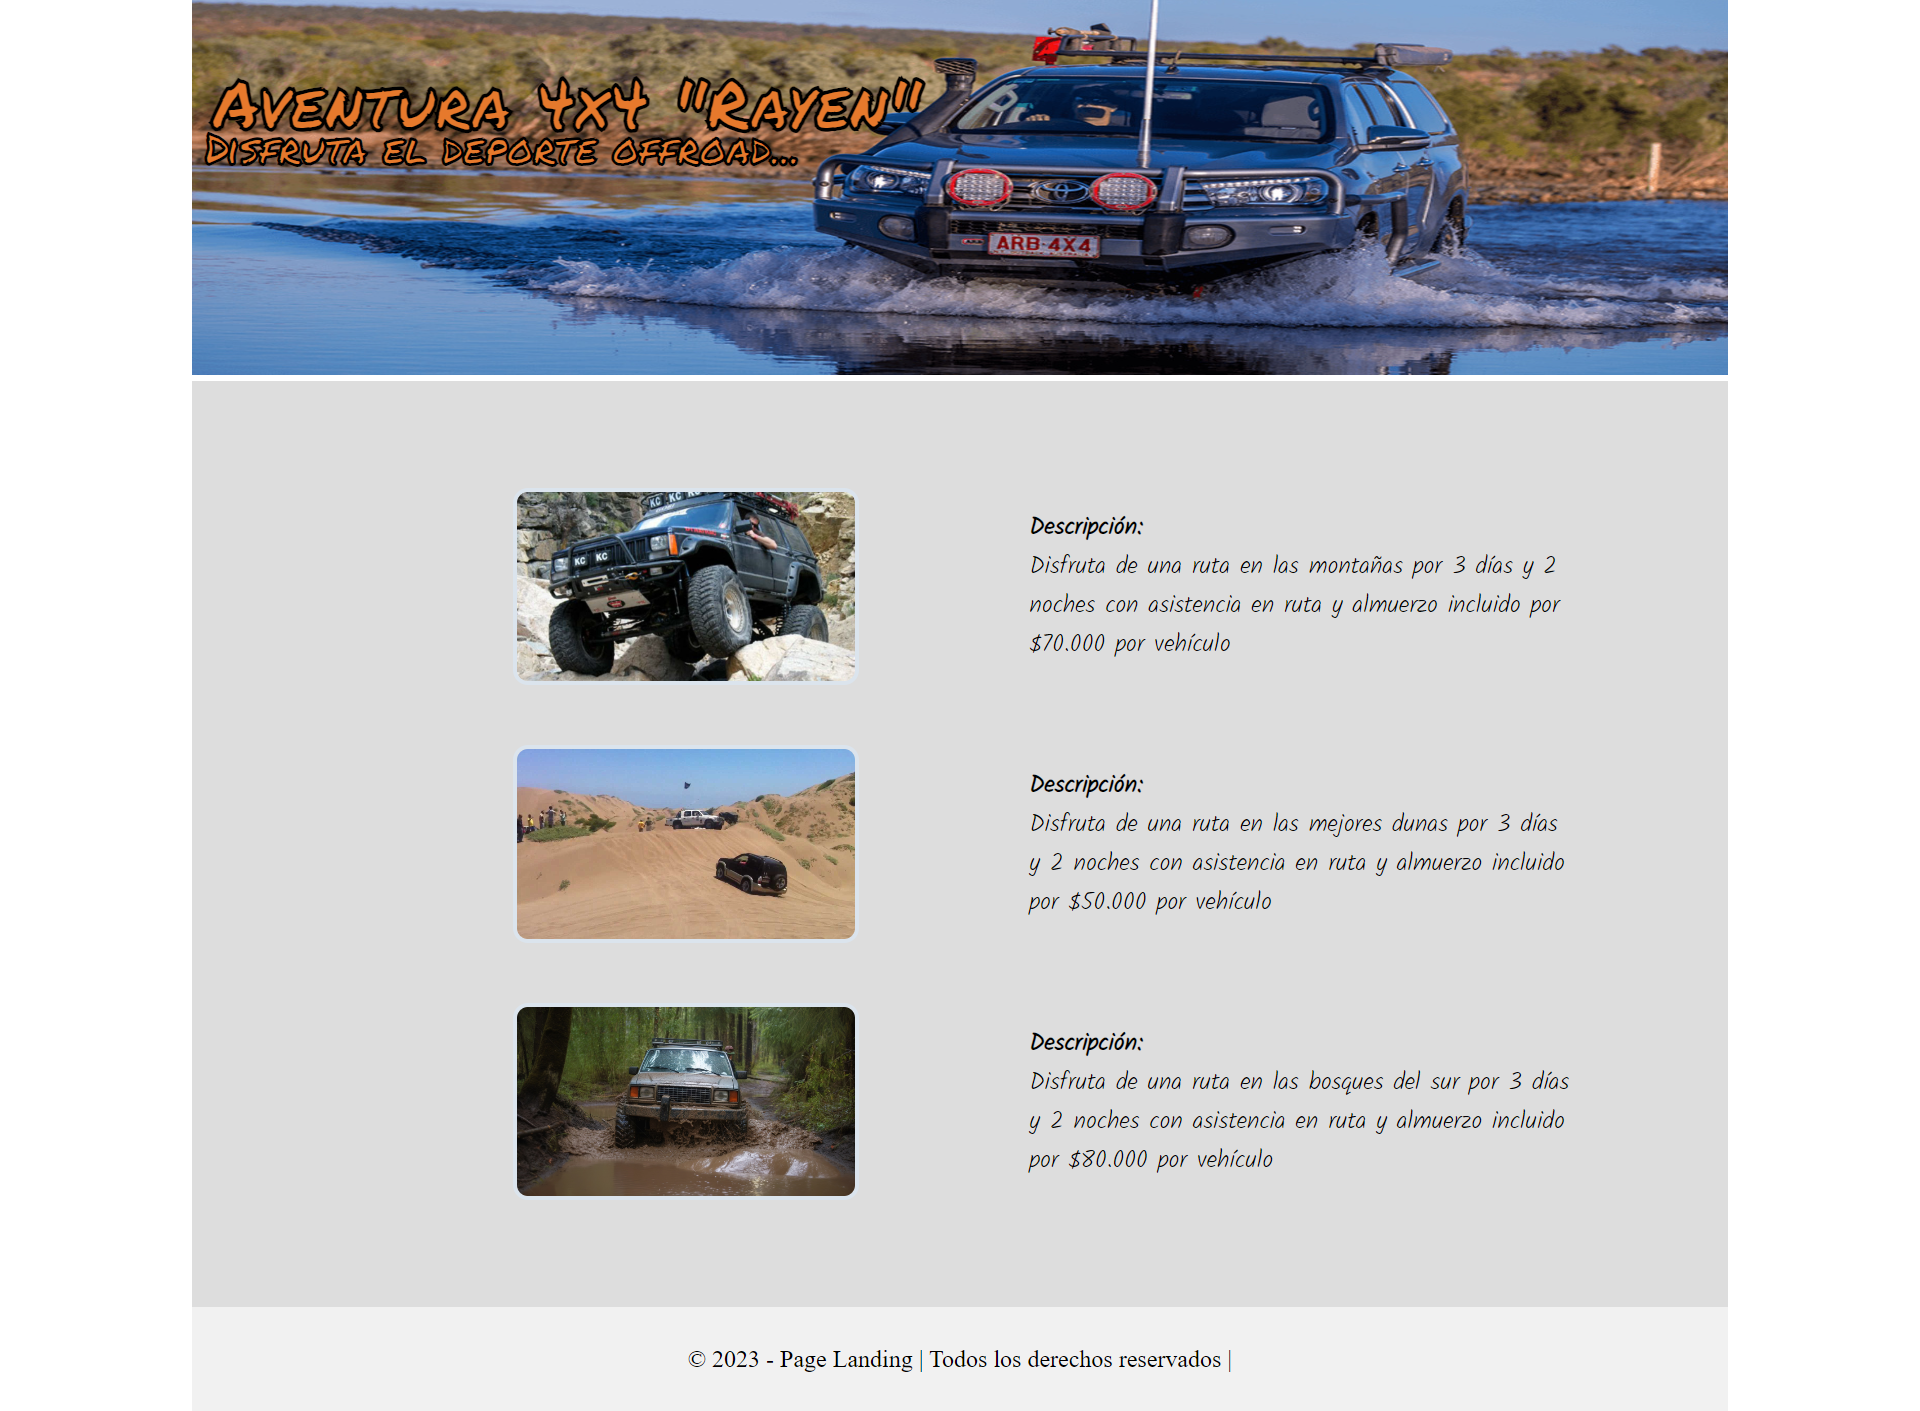 Aventura 4x4 "Rayen"
Disfruta el deporte offroad...
ARB 4X4
KC KC KC
KC KC
Descripción:
Disfruta de una ruta en las montañas por 3 días y 2
noches con asistencia en ruta y almuerzo incluido por
$70.000 por vehículo
Descripción:
Disfruta de una ruta en las mejores dunas por 3 días
y 2 noches con asistencia en ruta y almuerzo incluido
por $50.000 por vehículo
Descripción:
Disfruta de una ruta en las bosques del sur por 3 días
y 2 noches con asistencia en ruta y almuerzo incluido
por $80.000 por vehículo
© 2023 - Page Landing | Todos los derechos reservados |